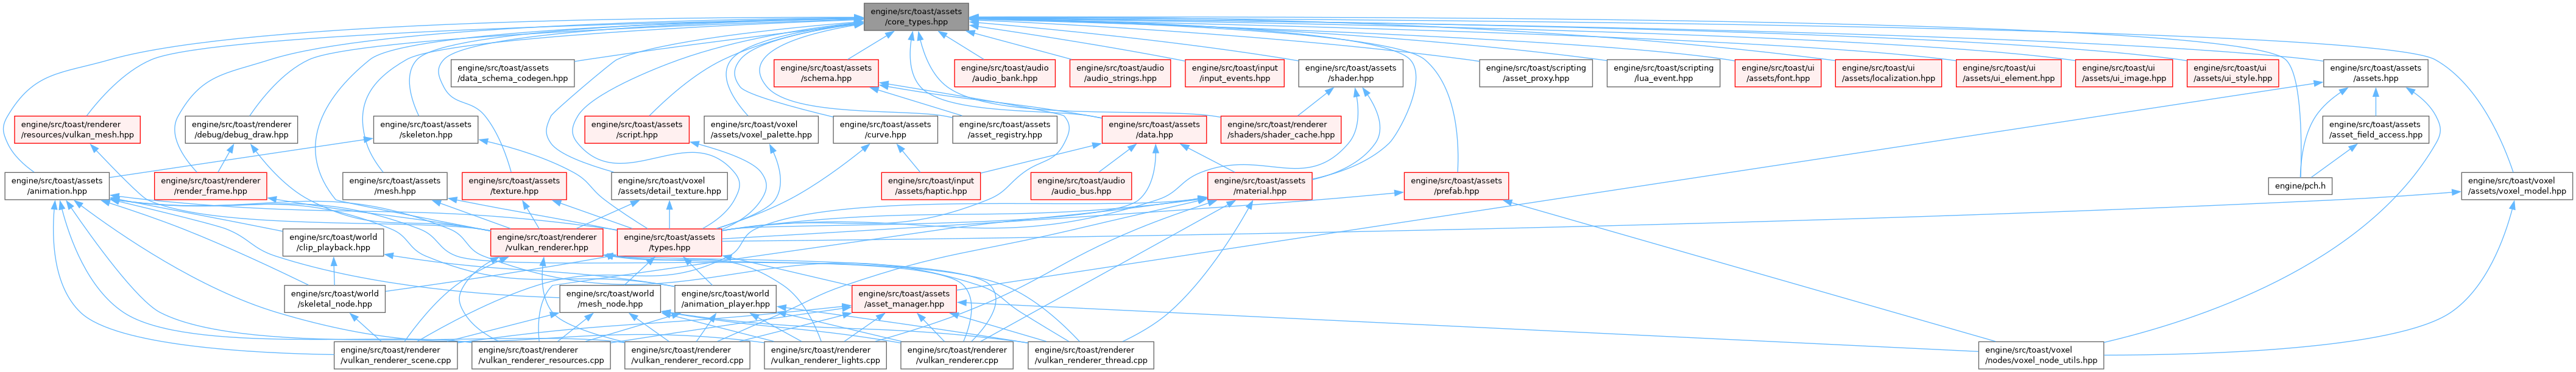 engine/src/toast/assets
/core_types.hpp
engine/src/toast/assets
/data_schema_codegen.hpp
engine/src/toast/assets
/schema.hpp
engine/src/toast/audio
/audio_bank.hpp
engine/src/toast/audio
/audio_strings.hpp
engine/src/toast/input
/input_events.hpp
engine/src/toast/assets
/shader.hpp
engine/src/toast/scripting
/asset_proxy.hpp
engine/src/toast/scripting
/lua_event.hpp
engine/src/toast/ui
/assets/font.hpp
engine/src/toast/ui
/assets/localization.hpp
engine/src/toast/ui
/assets/ui_element.hpp
engine/src/toast/ui
/assets/ui_image.hpp
engine/src/toast/ui
/assets/ui_style.hpp
engine/src/toast/assets
/assets.hpp
engine/src/toast/renderer
/resources/vulkan_mesh.hpp
engine/src/toast/renderer
/debug/debug_draw.hpp
engine/src/toast/assets
/skeleton.hpp
engine/src/toast/assets
/script.hpp
engine/src/toast/voxel
/assets/voxel_palette.hpp
engine/src/toast/assets
/curve.hpp
engine/src/toast/assets
/asset_registry.hpp
engine/src/toast/assets
/data.hpp
engine/src/toast/renderer
/shaders/shader_cache.hpp
engine/src/toast/assets
/asset_field_access.hpp
engine/src/toast/assets
/animation.hpp
engine/src/toast/renderer
/render_frame.hpp
engine/src/toast/assets
/mesh.hpp
engine/src/toast/assets
/texture.hpp
engine/src/toast/voxel
/assets/detail_texture.hpp
engine/src/toast/input
/assets/haptic.hpp
engine/src/toast/audio
/audio_bus.hpp
engine/src/toast/assets
/material.hpp
engine/src/toast/assets
/prefab.hpp
engine/pch.h
engine/src/toast/voxel
/assets/voxel_model.hpp
engine/src/toast/world
/clip_playback.hpp
engine/src/toast/renderer
/vulkan_renderer.hpp
engine/src/toast/assets
/types.hpp
engine/src/toast/world
/skeletal_node.hpp
engine/src/toast/world
/mesh_node.hpp
engine/src/toast/world
/animation_player.hpp
engine/src/toast/assets
/asset_manager.hpp
engine/src/toast/renderer
/vulkan_renderer_scene.cpp
engine/src/toast/renderer
/vulkan_renderer_resources.cpp
engine/src/toast/renderer
/vulkan_renderer_record.cpp
engine/src/toast/renderer
/vulkan_renderer_lights.cpp
engine/src/toast/renderer
/vulkan_renderer.cpp
engine/src/toast/renderer
/vulkan_renderer_thread.cpp
engine/src/toast/voxel
/nodes/voxel_node_utils.hpp